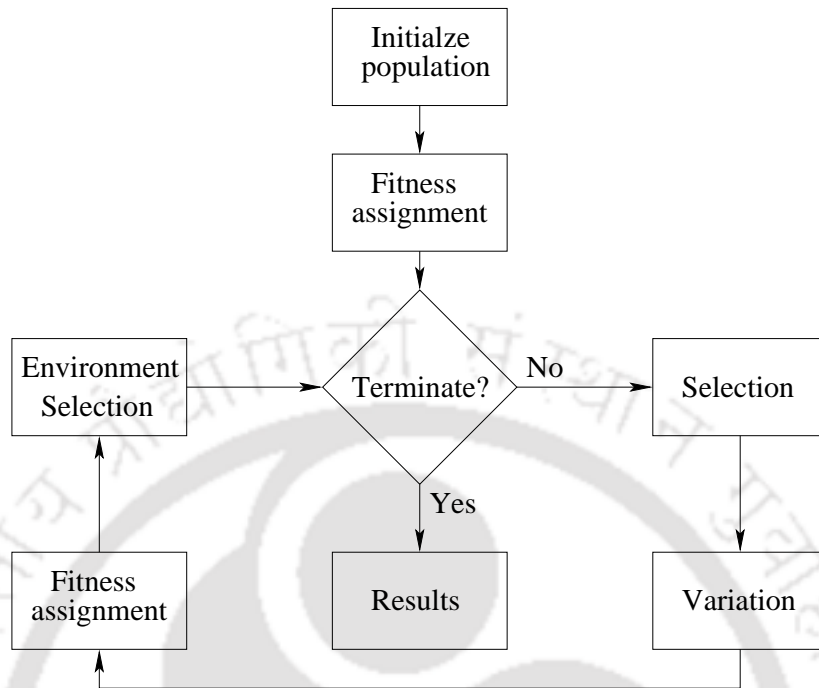 Initialze
population
Fitness
assignment
Environment
Selection
Terminate?
No
Selection
Yes
Fitness
assignment
Results
Variation